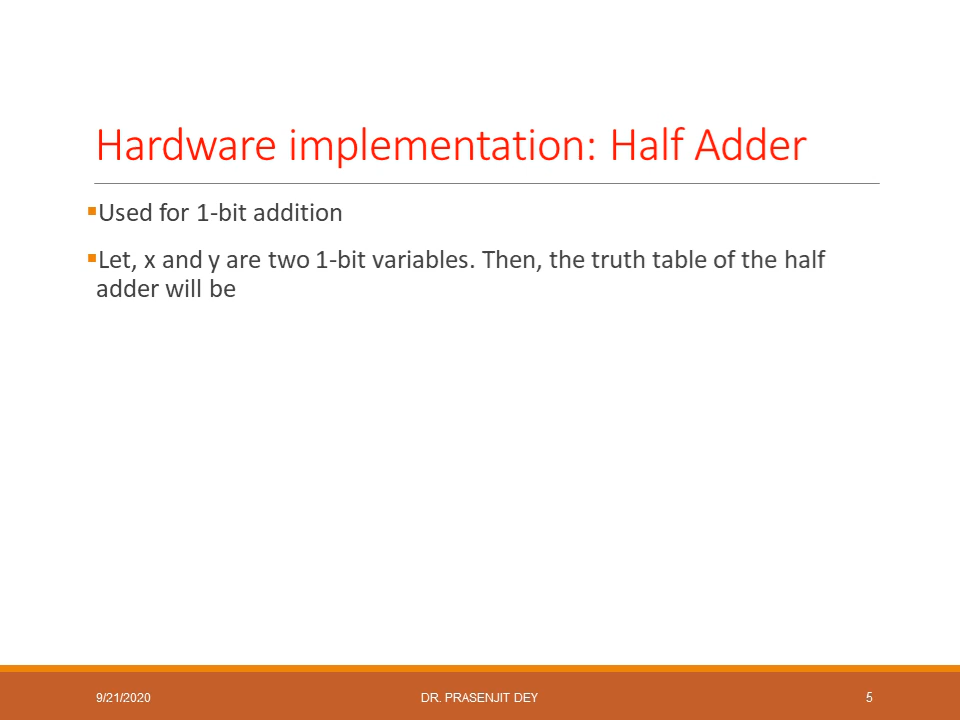 Hardware implementation: Half Adder
▪Used for 1-bit addition
▪Let, x and y are two 1-bit variables. Then, the truth table of the half
adder will be
9/21/2020 DR. PRASENJIT DEY 5